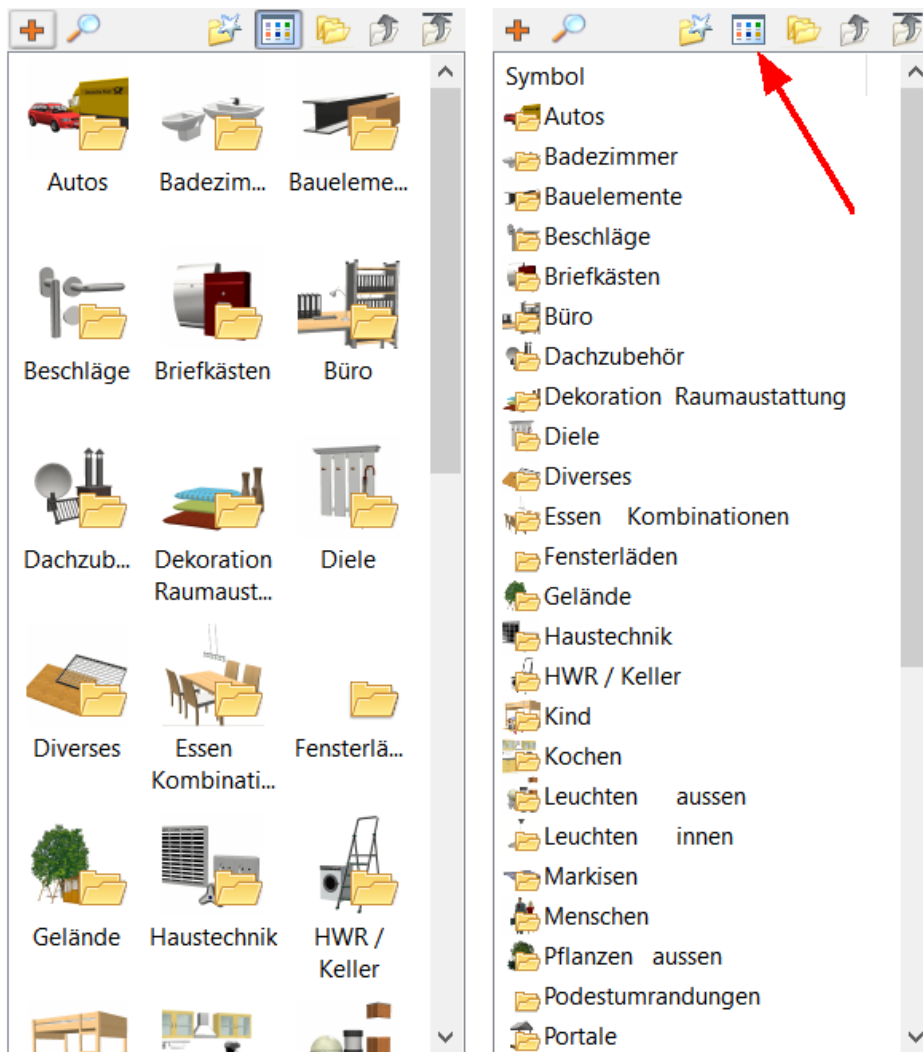 Autos Badezim... Baueleme...
Beschläge Briefkästen Büro
Dachzub... Dekoration Diele
Raumaust...
Diverses Essen Fensterlä...
Kombinati...
Gelände Haustechnik HWR /
Keller
Symbol
Autos
Badezimmer
Bauelemente
Beschläge
Briefkästen
Büro
Dachzubehör
Dekoration Raumaustattung
Diele
Diverses
Essen Kombinationen
Fensterläden
Gelände
Haustechnik
HWR / Keller
Kind
Kochen
Leuchten aussen
Leuchten innen
Markisen
Menschen
Pflanzen aussen
Podestumrandungen
Portale